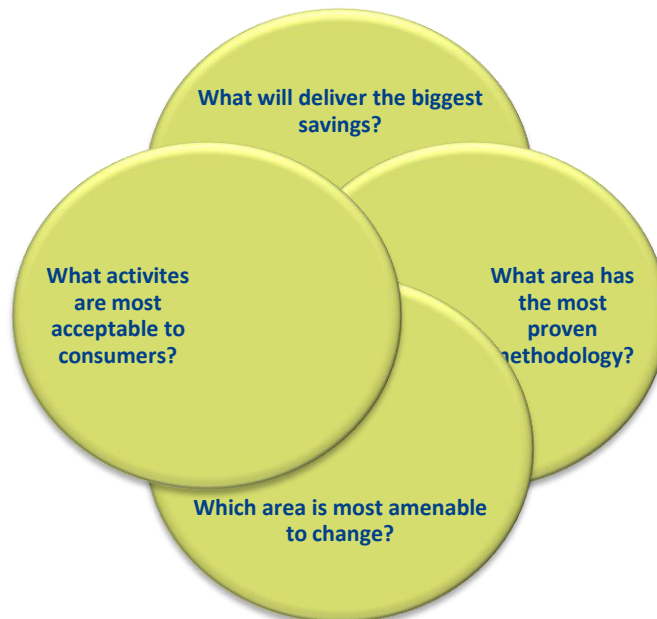 What will deliver the biggest
savings?
What activites
are most
acceptable to
consumers?
What area has
the most
proven
methodology?
Which area is most amenable
to change?